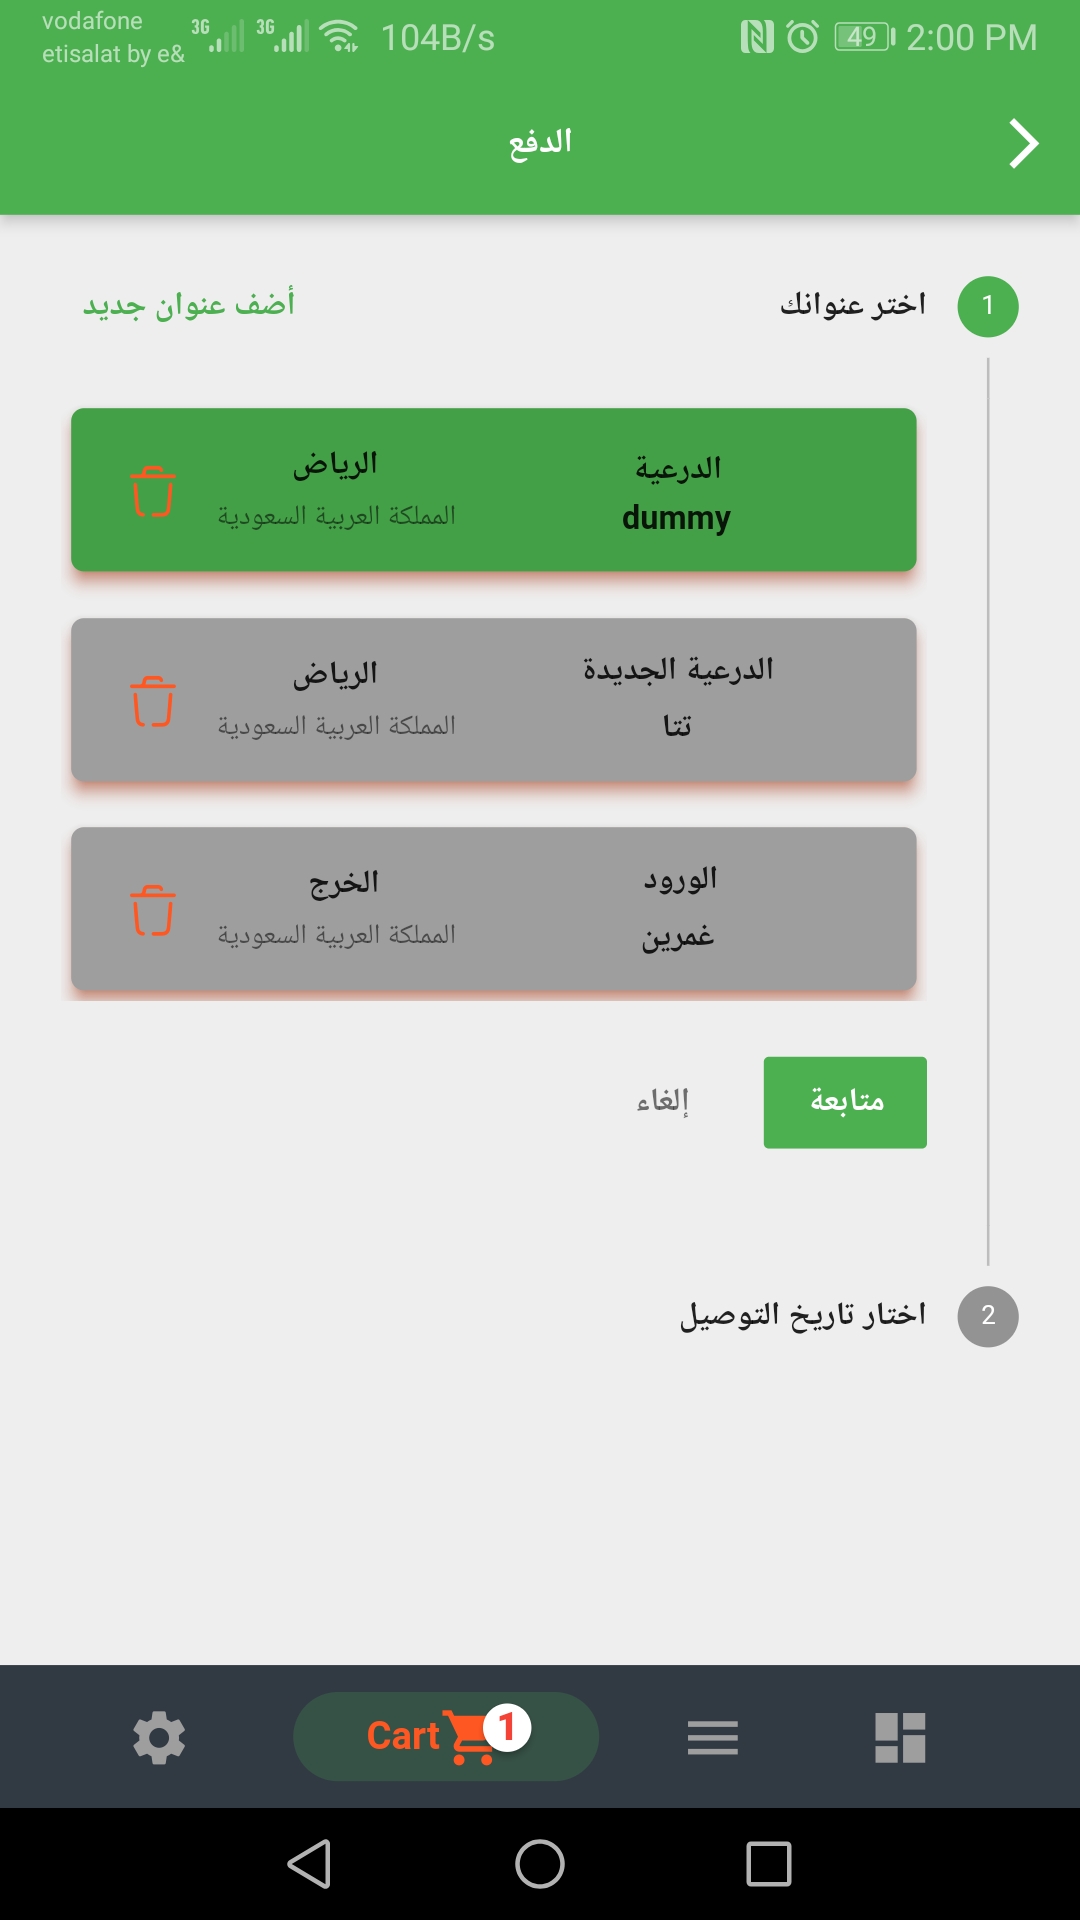 vodafone
etisalat by e&
3G 3G 104B/s 49 2:00 PM
الدفع
1 اختر عنوانك أضف عنوان جديد
الدرعية
dummy
الرياض
المملكة العربية السعودية
الدرعية الجديدة
تتا
الرياض
المملكة العربية السعودية
الورود
غمرين
الخرج
المملكة العربية السعودية
متابعة إلغاء
2 اختار تاريخ التوصيل
Cart 1